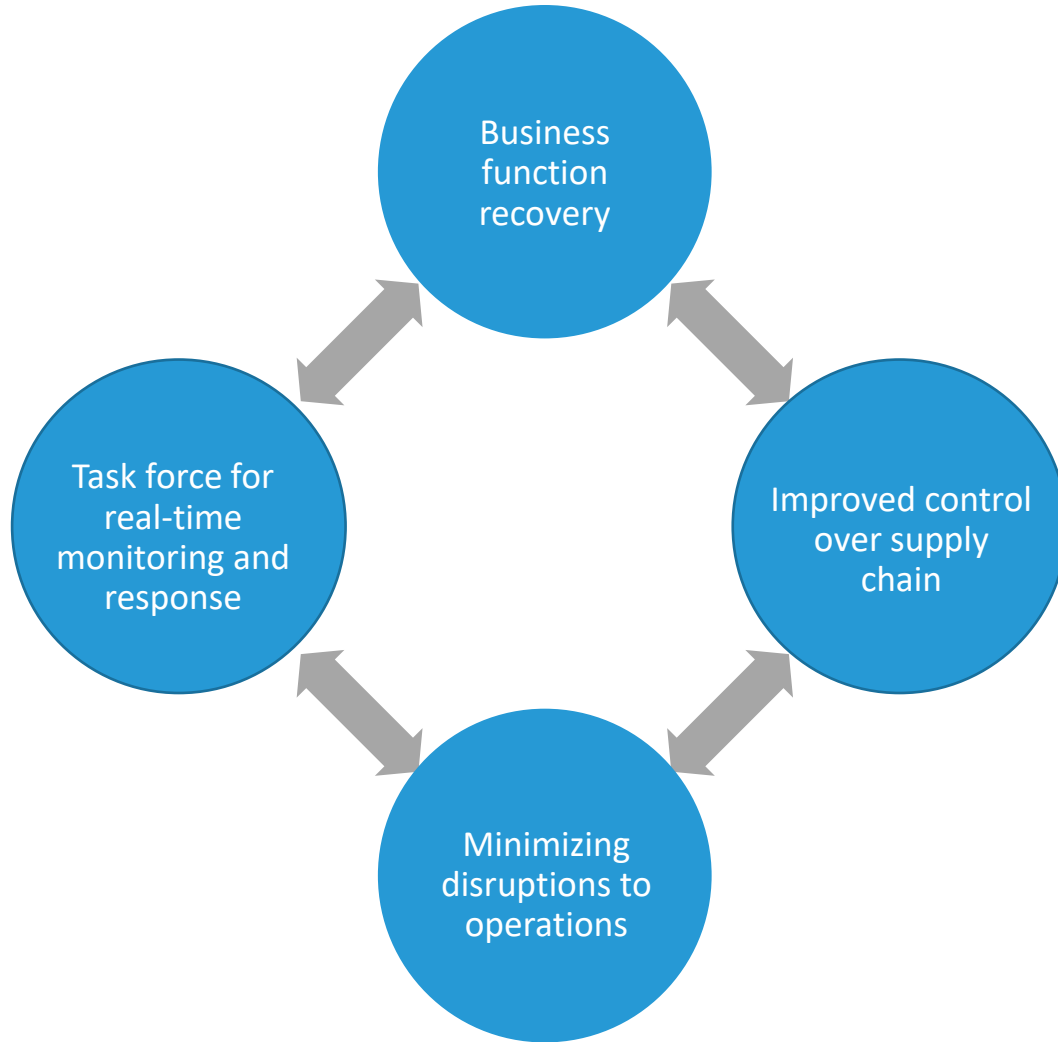 Business
function
recovery
Task force for
real-time
monitoring and
response
Improved control
over supply
chain
Minimizing
disruptions to
operations